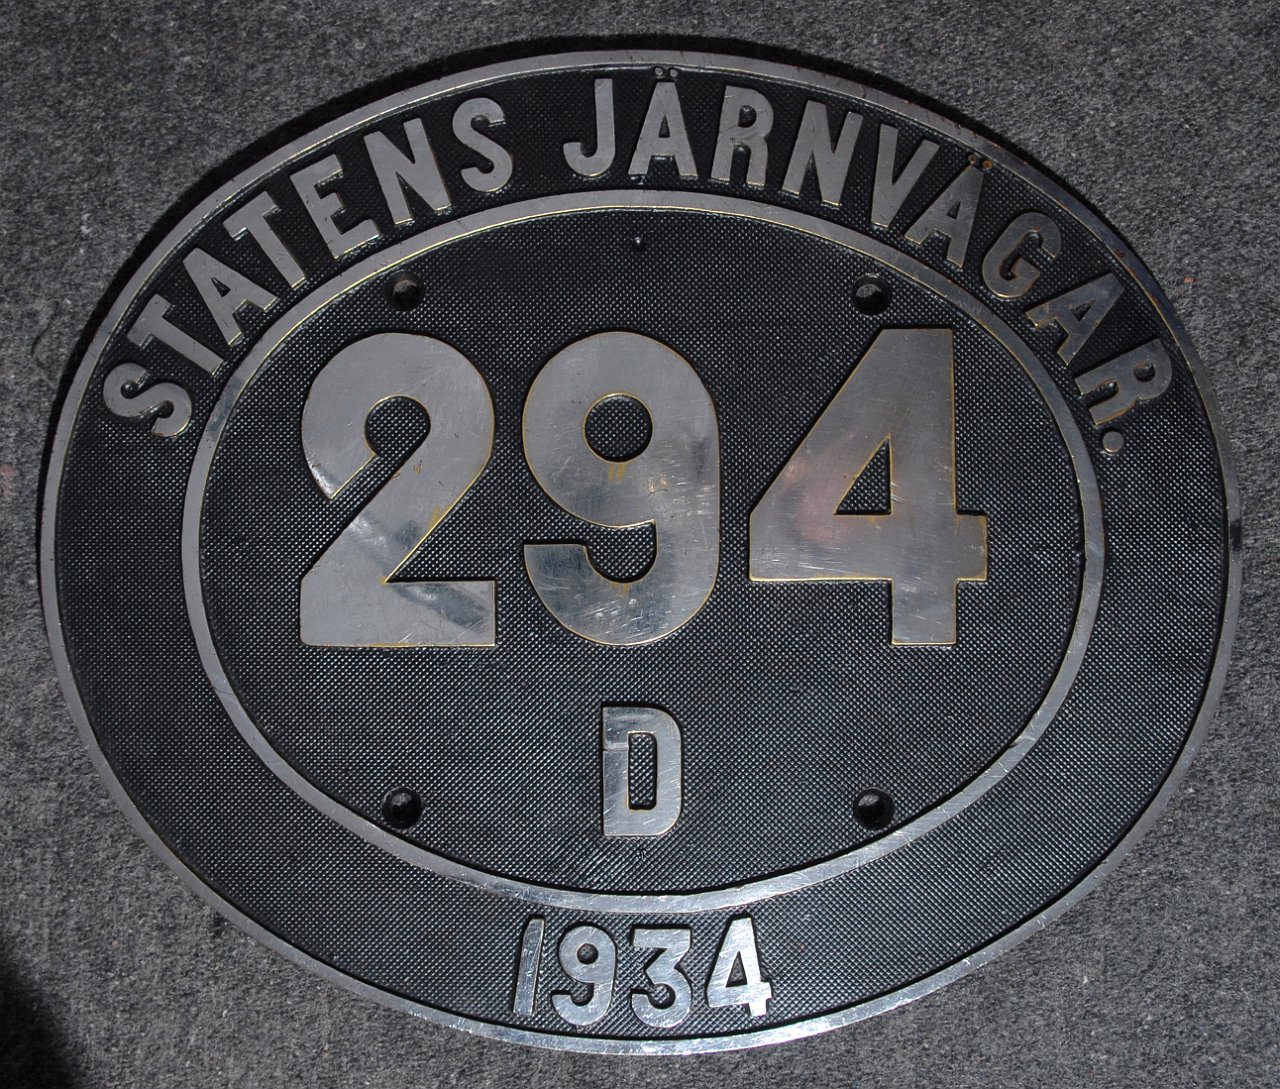 STATENS JÄRNVÄGAR.
294
D
1934